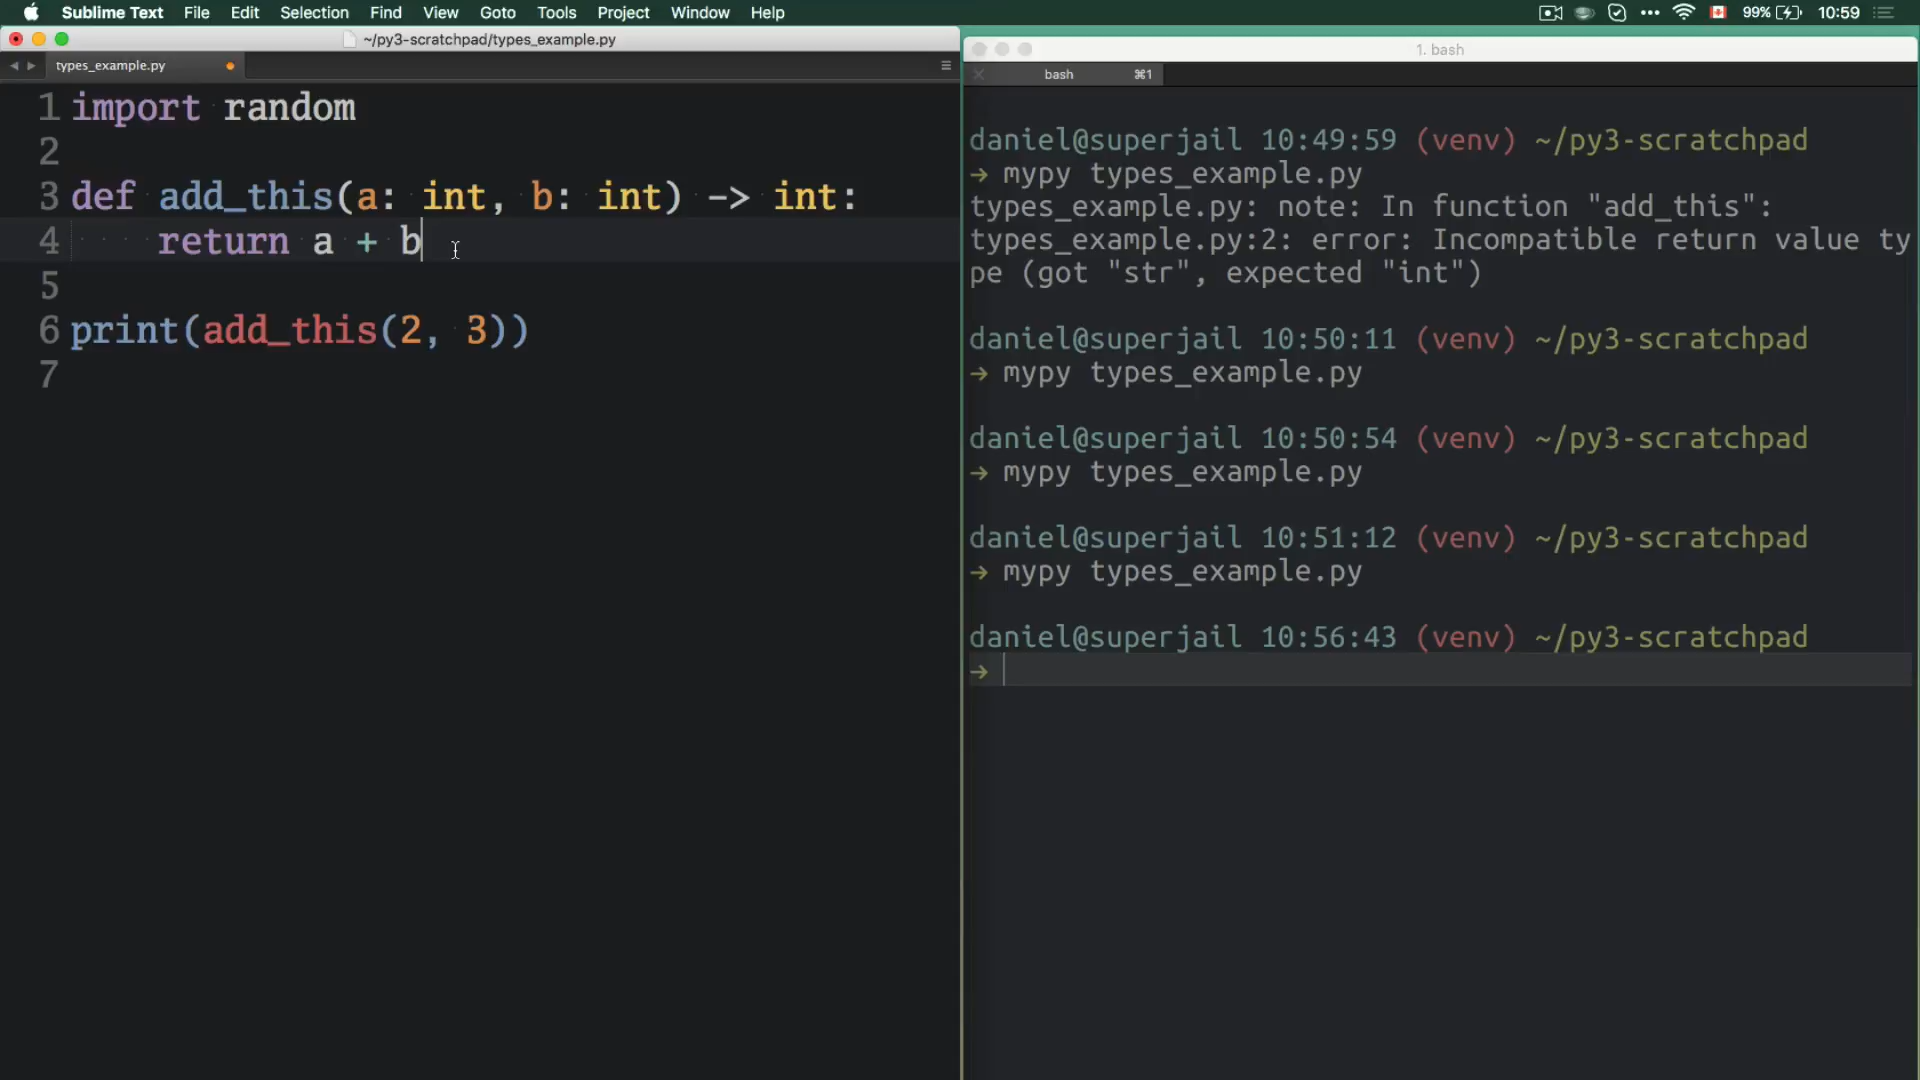 Sublime Text File Edit Selection Find View Goto Tools Project Window Help 99% 10:59
~/py3-scratchpad/types_example.py
types_example.py
1 import random
2
3 def add_this(a: int, b: int) -> int:
4 return a + b
5
6 print(add_this(2, 3))
7
1. bash
bash ⌘1
daniel@superjail 10:49:59 (venv) ~/py3-scratchpad
→ mypy types_example.py
types_example.py: note: In function "add_this":
types_example.py:2: error: Incompatible return value ty
pe (got "str", expected "int")
daniel@superjail 10:50:11 (venv) ~/py3-scratchpad
→ mypy types_example.py
daniel@superjail 10:50:54 (venv) ~/py3-scratchpad
→ mypy types_example.py
daniel@superjail 10:51:12 (venv) ~/py3-scratchpad
→ mypy types_example.py
daniel@superjail 10:56:43 (venv) ~/py3-scratchpad
→